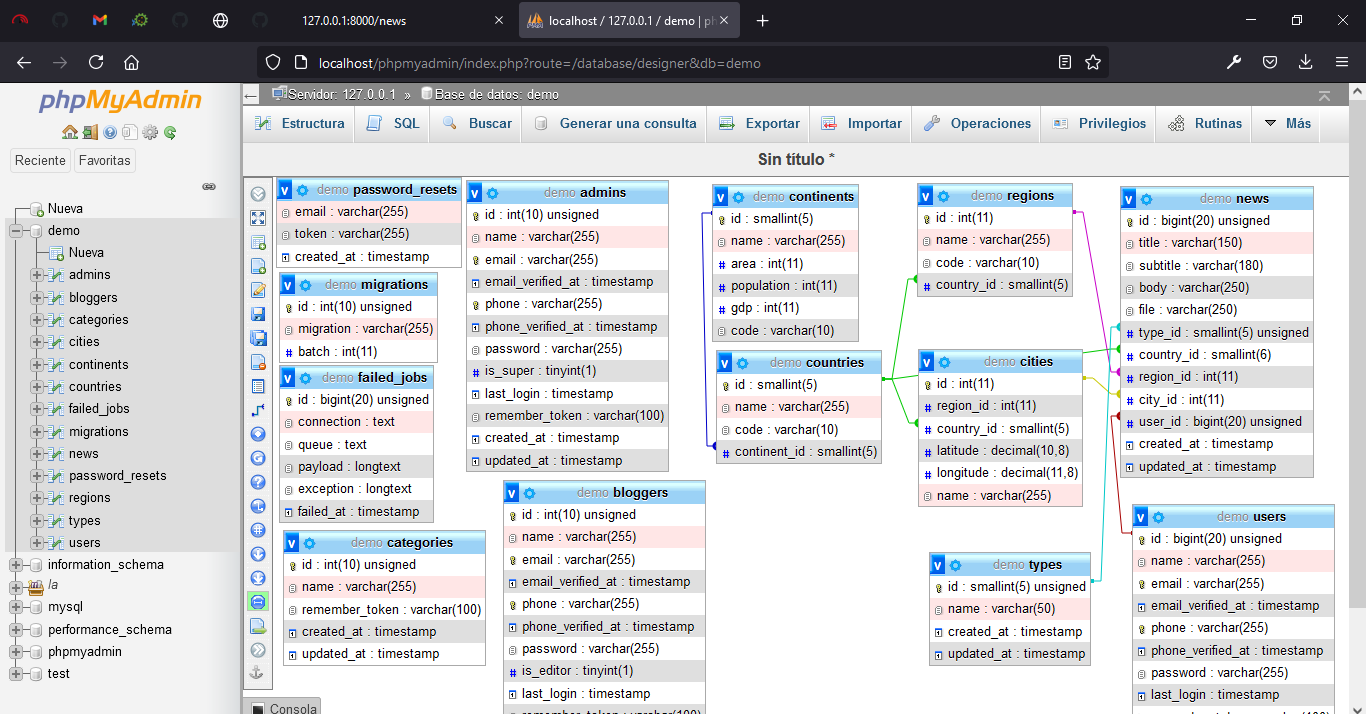 127.0.0.1:8000/news
localhost / 127.0.0.1 / demo | ph
localhost/phpmyadmin/index.php?route=/database/designer&db=demo
phpMyAdmin
Reciente
Favoritas
Nueva
demo
Nueva
admins
bloggers
categories
cities
continents
countries
failed_jobs
migrations
news
password_resets
regions
types
users
information_schema
la
mysql
performance_schema
phpmyadmin
test
Servidor: 127.0.0.1 » Base de datos: demo
Estructura SQL Buscar Generar una consulta Exportar Importar Operaciones Privilegios Rutinas Más
Sin título *
demo password_resets
email : varchar(255)
token : varchar(255)
created_at : timestamp
demo migrations
id : int(10) unsigned
migration : varchar(255)
batch : int(11)
demo failed_jobs
id : bigint(20) unsigned
connection : text
queue : text
payload : longtext
exception : longtext
failed_at : timestamp
demo categories
id : int(10) unsigned
name : varchar(255)
remember_token : varchar(100)
created_at : timestamp
updated_at : timestamp
demo admins
id : int(10) unsigned
name : varchar(255)
email : varchar(255)
email_verified_at : timestamp
phone : varchar(255)
phone_verified_at : timestamp
password : varchar(255)
is_super : tinyint(1)
last_login : timestamp
remember_token : varchar(100)
created_at : timestamp
updated_at : timestamp
demo bloggers
id : int(10) unsigned
name : varchar(255)
email : varchar(255)
email_verified_at : timestamp
phone : varchar(255)
phone_verified_at : timestamp
password : varchar(255)
is_editor : tinyint(1)
last_login : timestamp
remember_token : varchar(100)
demo continents
id : smallint(5)
name : varchar(255)
area : int(11)
population : int(11)
gdp : int(11)
code : varchar(10)
demo countries
id : smallint(5)
name : varchar(255)
code : varchar(10)
continent_id : smallint(5)
demo regions
id : int(11)
name : varchar(255)
code : varchar(10)
country_id : smallint(5)
demo cities
id : int(11)
region_id : int(11)
country_id : smallint(5)
latitude : decimal(10,8)
longitude : decimal(11,8)
name : varchar(255)
demo types
id : smallint(5) unsigned
name : varchar(50)
created_at : timestamp
updated_at : timestamp
demo news
id : bigint(20) unsigned
title : varchar(150)
subtitle : varchar(180)
body : varchar(250)
file : varchar(250)
type_id : smallint(5) unsigned
country_id : smallint(6)
region_id : int(11)
city_id : int(11)
user_id : bigint(20) unsigned
created_at : timestamp
updated_at : timestamp
demo users
id : bigint(20) unsigned
name : varchar(255)
email : varchar(255)
email_verified_at : timestamp
phone : varchar(255)
phone_verified_at : timestamp
password : varchar(255)
last_login : timestamp
Consola